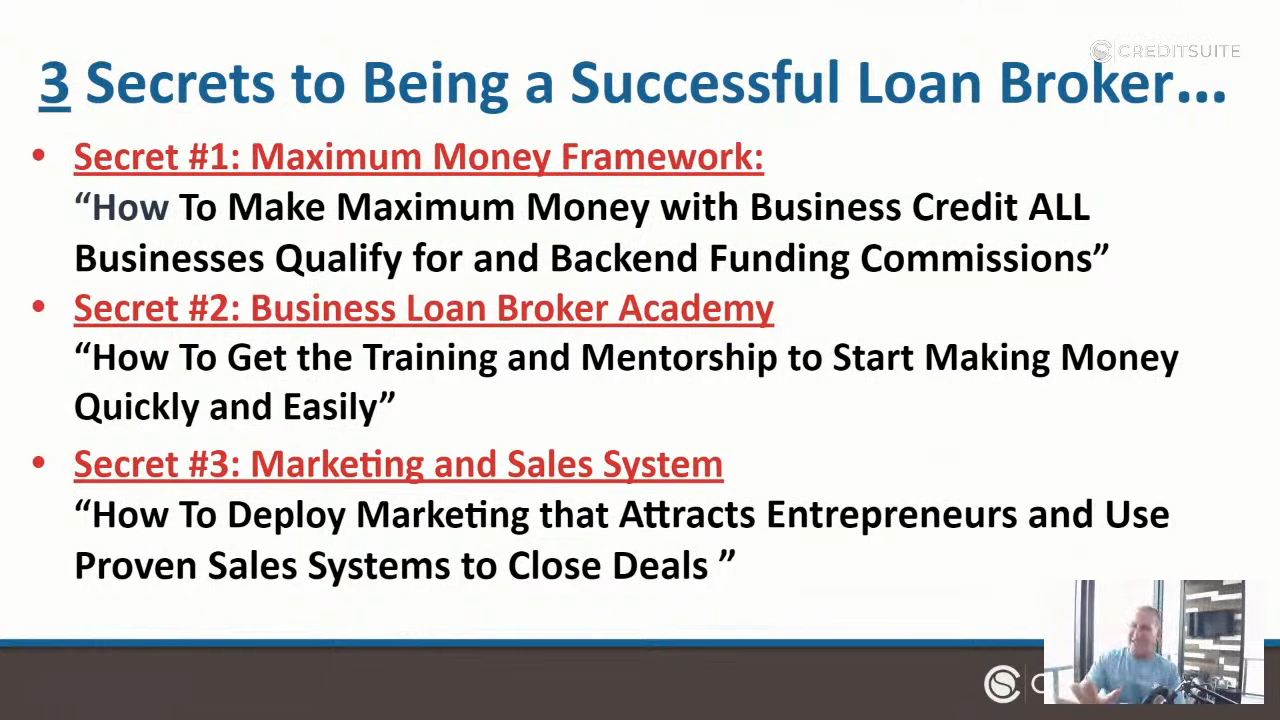 CREDITSUITE
3 Secrets to Being a Successful Loan Broker...
• Secret #1: Maximum Money Framework:
“How To Make Maximum Money with Business Credit ALL
Businesses Qualify for and Backend Funding Commissions”
• Secret #2: Business Loan Broker Academy
“How To Get the Training and Mentorship to Start Making Money
Quickly and Easily”
• Secret #3: Marketing and Sales System
“How To Deploy Marketing that Attracts Entrepreneurs and Use
Proven Sales Systems to Close Deals ”